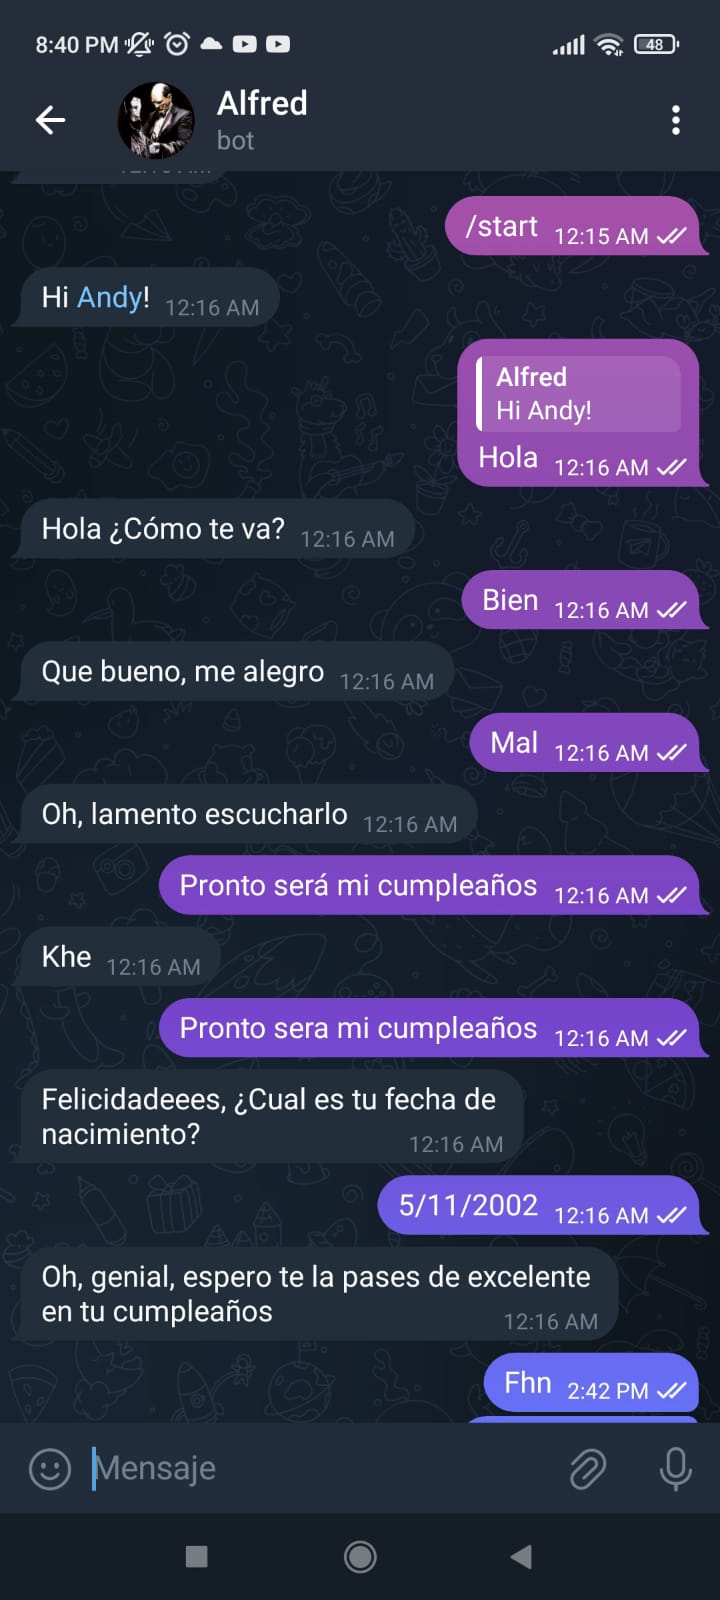 8:40 PM
48
Alfred
bot
/start 12:15 AM
Hi Andy! 12:16 AM
Alfred
Hi Andy!
Hola 12:16 AM
Hola ¿Cómo te va? 12:16 AM
Bien 12:16 AM
Que bueno, me alegro 12:16 AM
Mal 12:16 AM
Oh, lamento escucharlo 12:16 AM
Pronto será mi cumpleaños 12:16 AM
Khe 12:16 AM
Pronto sera mi cumpleaños 12:16 AM
Felicidadeees, ¿Cual es tu fecha de
nacimiento? 12:16 AM
5/11/2002 12:16 AM
Oh, genial, espero te la pases de excelente
en tu cumpleaños 12:16 AM
Fhn 2:42 PM
Mensaje